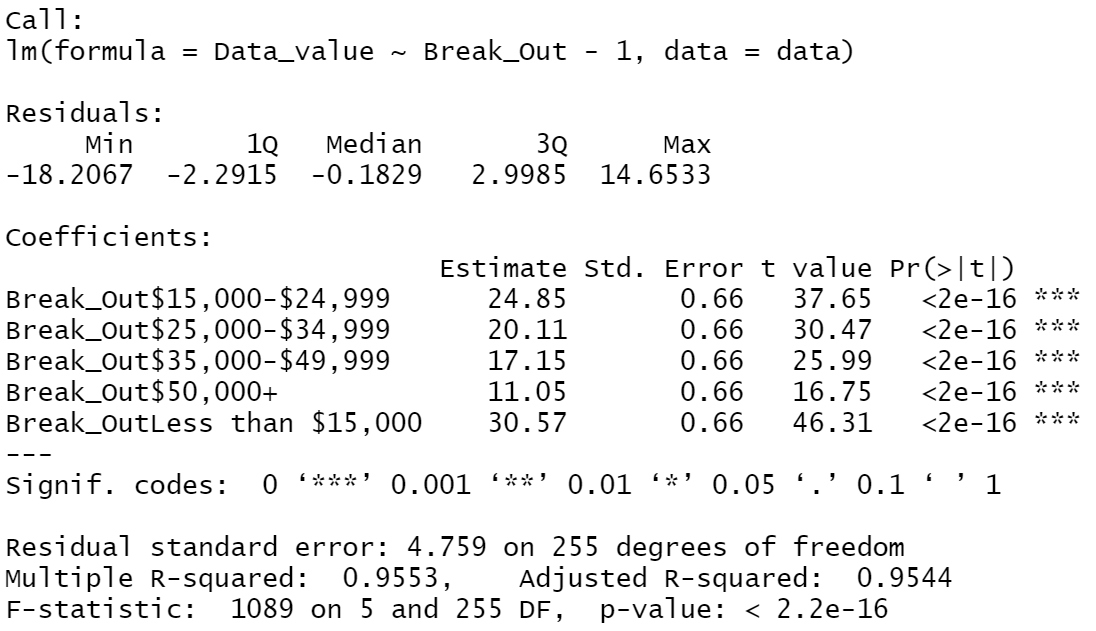 Call:
lm(formula = Data_value ~ Break_Out - 1, data = data)
Residuals:
     Min       1Q   Median       3Q      Max
-18.2067  -2.2915  -0.1829   2.9985  14.6533
Coefficients:
                           Estimate Std. Error t value Pr(>|t|)
Break_Out$15,000-$24,999      24.85       0.66   37.65   <2e-16 ***
Break_Out$25,000-$34,999      20.11       0.66   30.47   <2e-16 ***
Break_Out$35,000-$49,999      17.15       0.66   25.99   <2e-16 ***
Break_Out$50,000+             11.05       0.66   16.75   <2e-16 ***
Break_OutLess than $15,000    30.57       0.66   46.31   <2e-16 ***
---
Signif. codes:  0 ‘***’ 0.001 ‘**’ 0.01 ‘*’ 0.05 ‘.’ 0.1 ‘ ’ 1
Residual standard error: 4.759 on 255 degrees of freedom
Multiple R-squared:  0.9553,    Adjusted R-squared:  0.9544
F-statistic:  1089 on 5 and 255 DF,  p-value: < 2.2e-16